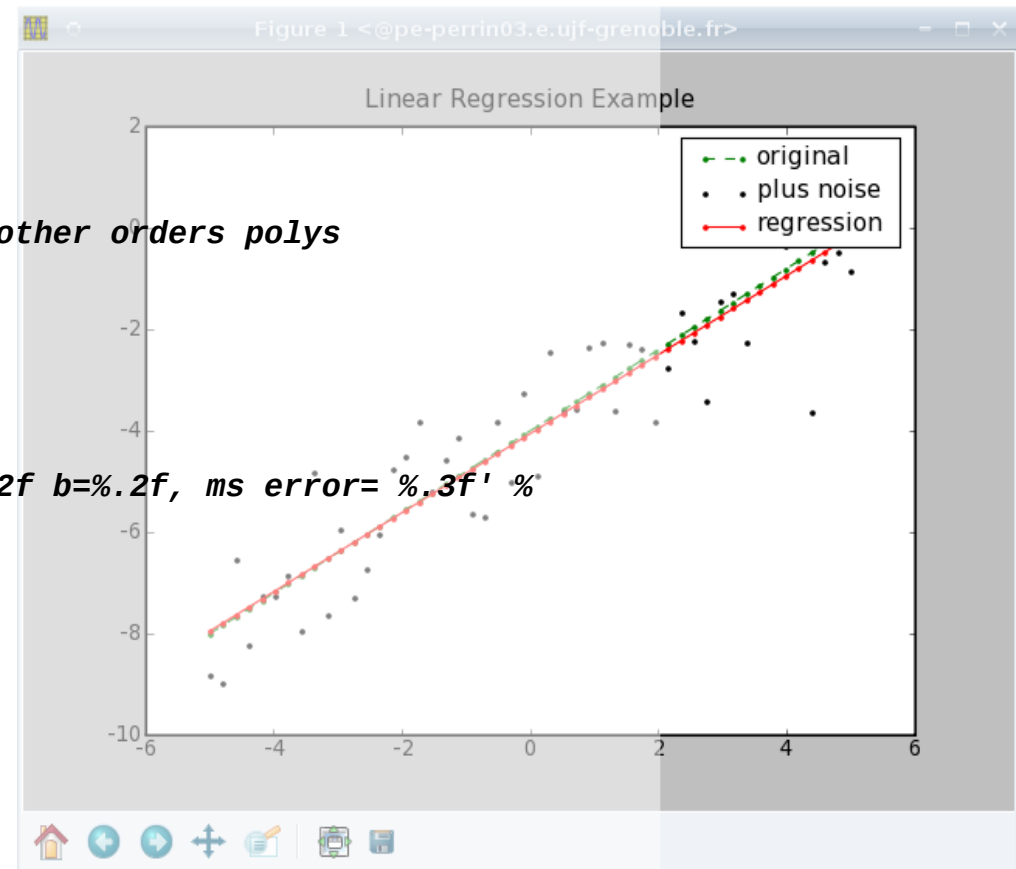 Figure 1 <@pe-perrin03.e.ujf-grenoble.fr>
Linear Regression Example
2
original
plus noise
regression
0
other orders polys
-2
-4
2f b=%.2f, ms error= %.3f' %
-6
-8
-10
-6 -4 -2 0 2 4 6